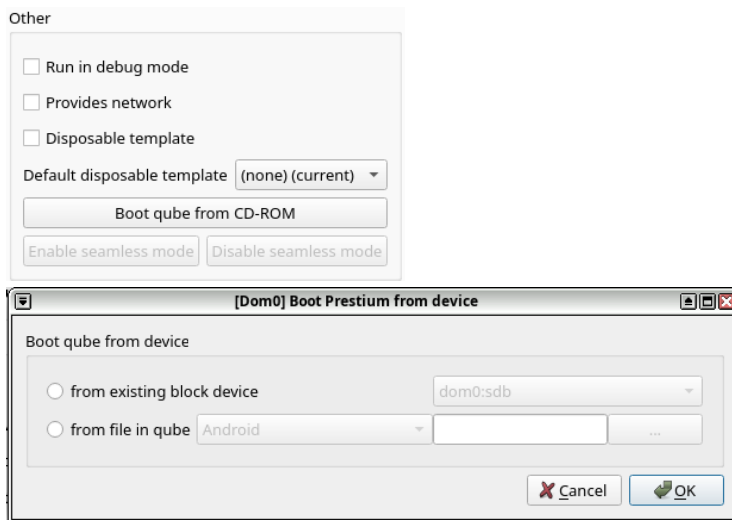 Other
Run in debug mode
Provides network
Disposable template
Default disposable template (none) (current)
Boot qube from CD-ROM
Enable seamless mode Disable seamless mode
[Dom0] Boot Prestium from device
Boot qube from device
from existing block device dom0:sdb
from file in qube Android ...
Cancel OK